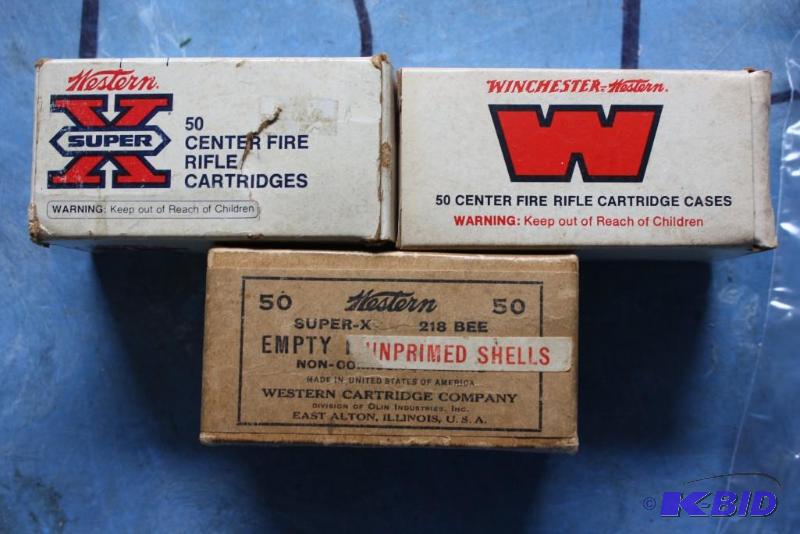 Western
SUPER X
50
CENTER FIRE
RIFLE
CARTRIDGES
WARNING: Keep out of Reach of Children
WINCHESTER-Western
W
50 CENTER FIRE RIFLE CARTRIDGE CASES
WARNING: Keep out of Reach of Children
50 Western 50
SUPER-X 218 BEE
EMPTY UNPRIMED SHELLS
MADE IN UNITED STATES OF AMERICA
WESTERN CARTRIDGE COMPANY
DIVISION OF OLIN INDUSTRIES, INC.
EAST ALTON, ILLINOIS, U.S.A.
© K-BID